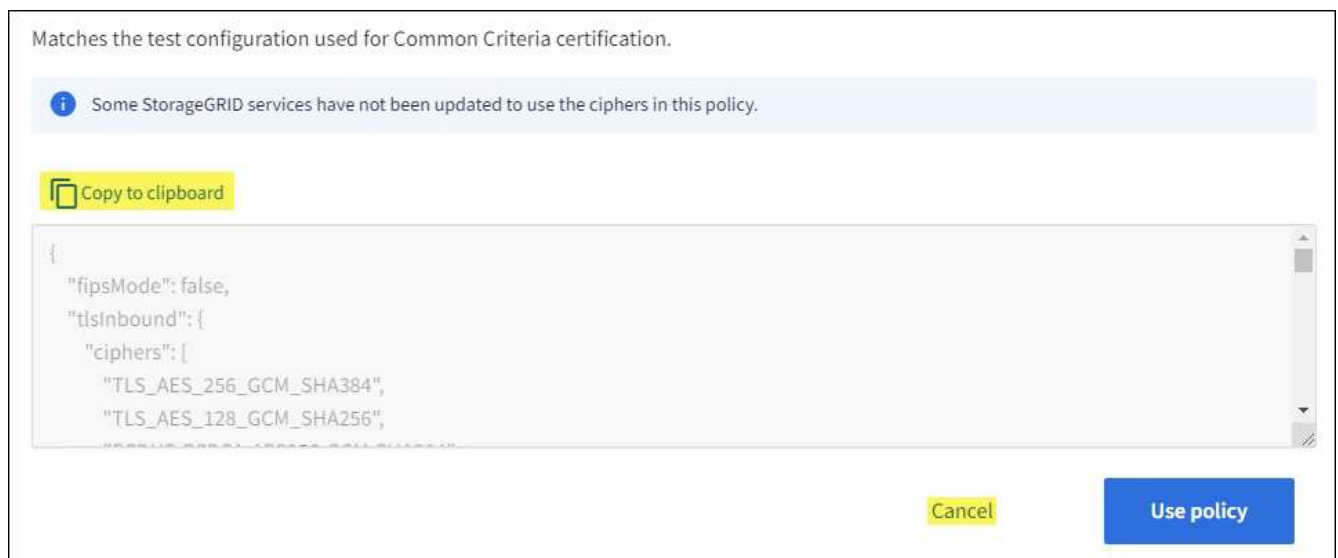 Matches the test configuration used for Common Criteria certification.
Some StorageGRID services have not been updated to use the ciphers in this policy.
Copy to clipboard
{
"fipsMode": false,
"tlsInbound": {
"ciphers": [
"TLS_AES_256_GCM_SHA384",
"TLS_AES_128_GCM_SHA256",
Cancel
Use policy